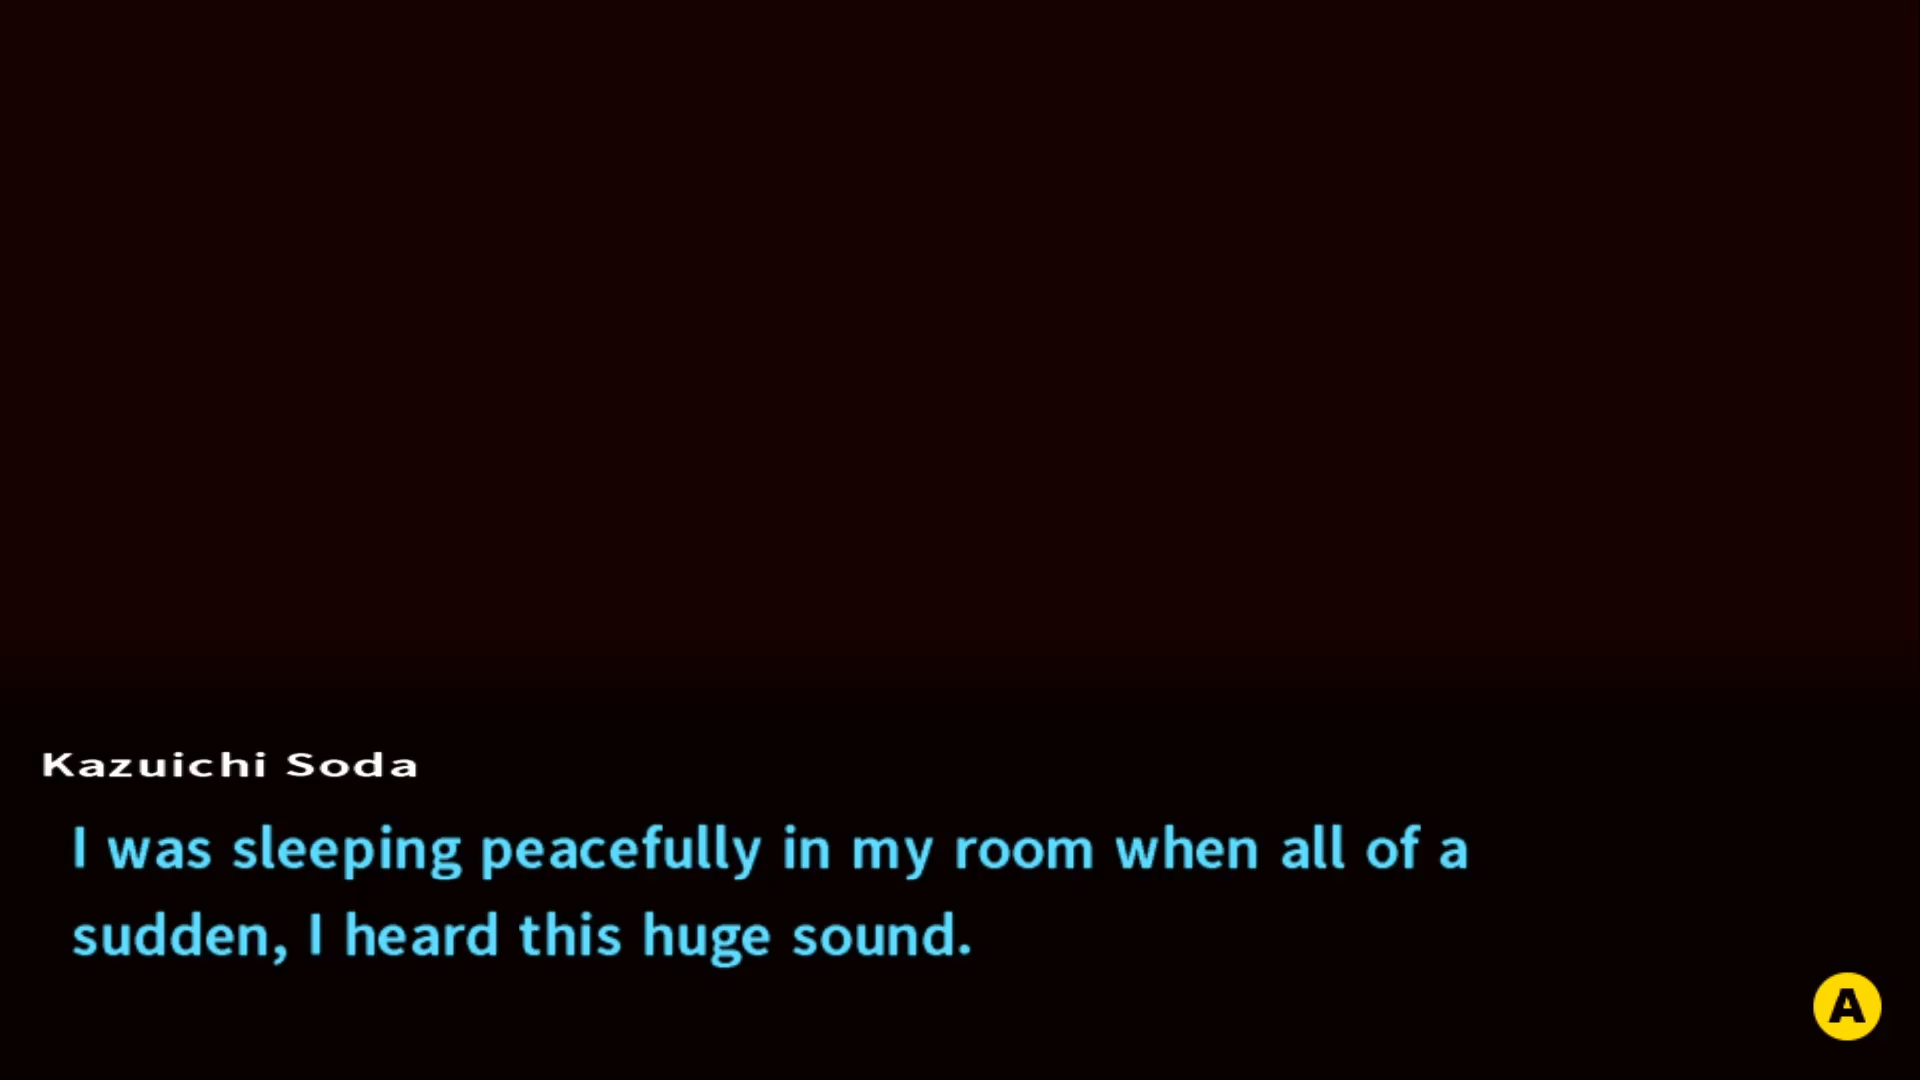 Kazuichi Soda
I was sleeping peacefully in my room when all of a
sudden, I heard this huge sound.
A